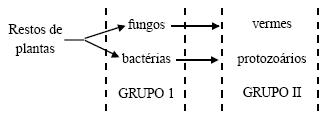 Restos de
plantas
fungos
vermes
bactérias
protozoários
GRUPO 1
GRUPO II